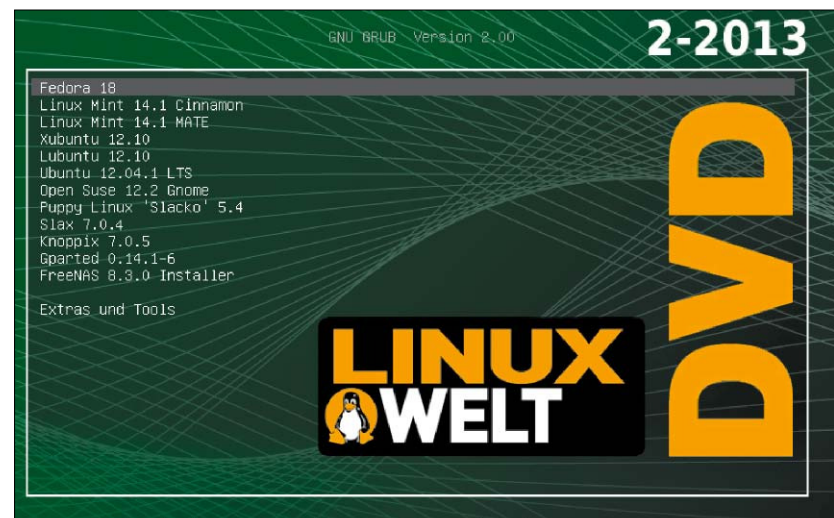 GNU GRUB Version 2.00
2-2013
Fedora 18
Linux Mint 14.1 Cinnamon
Linux Mint 14.1 MATE
Xubuntu 12.10
Lubuntu 12.10
Ubuntu 12.04.1 LTS
Open Suse 12.2 Gnome
Puppy Linux 'Slacko' 5.4
Slax 7.0.4
Knoppix 7.0.5
Gparted 0.14.1-6
FreeNAS 8.3.0 Installer
Extras und Tools
LINUX
WELT
DVD